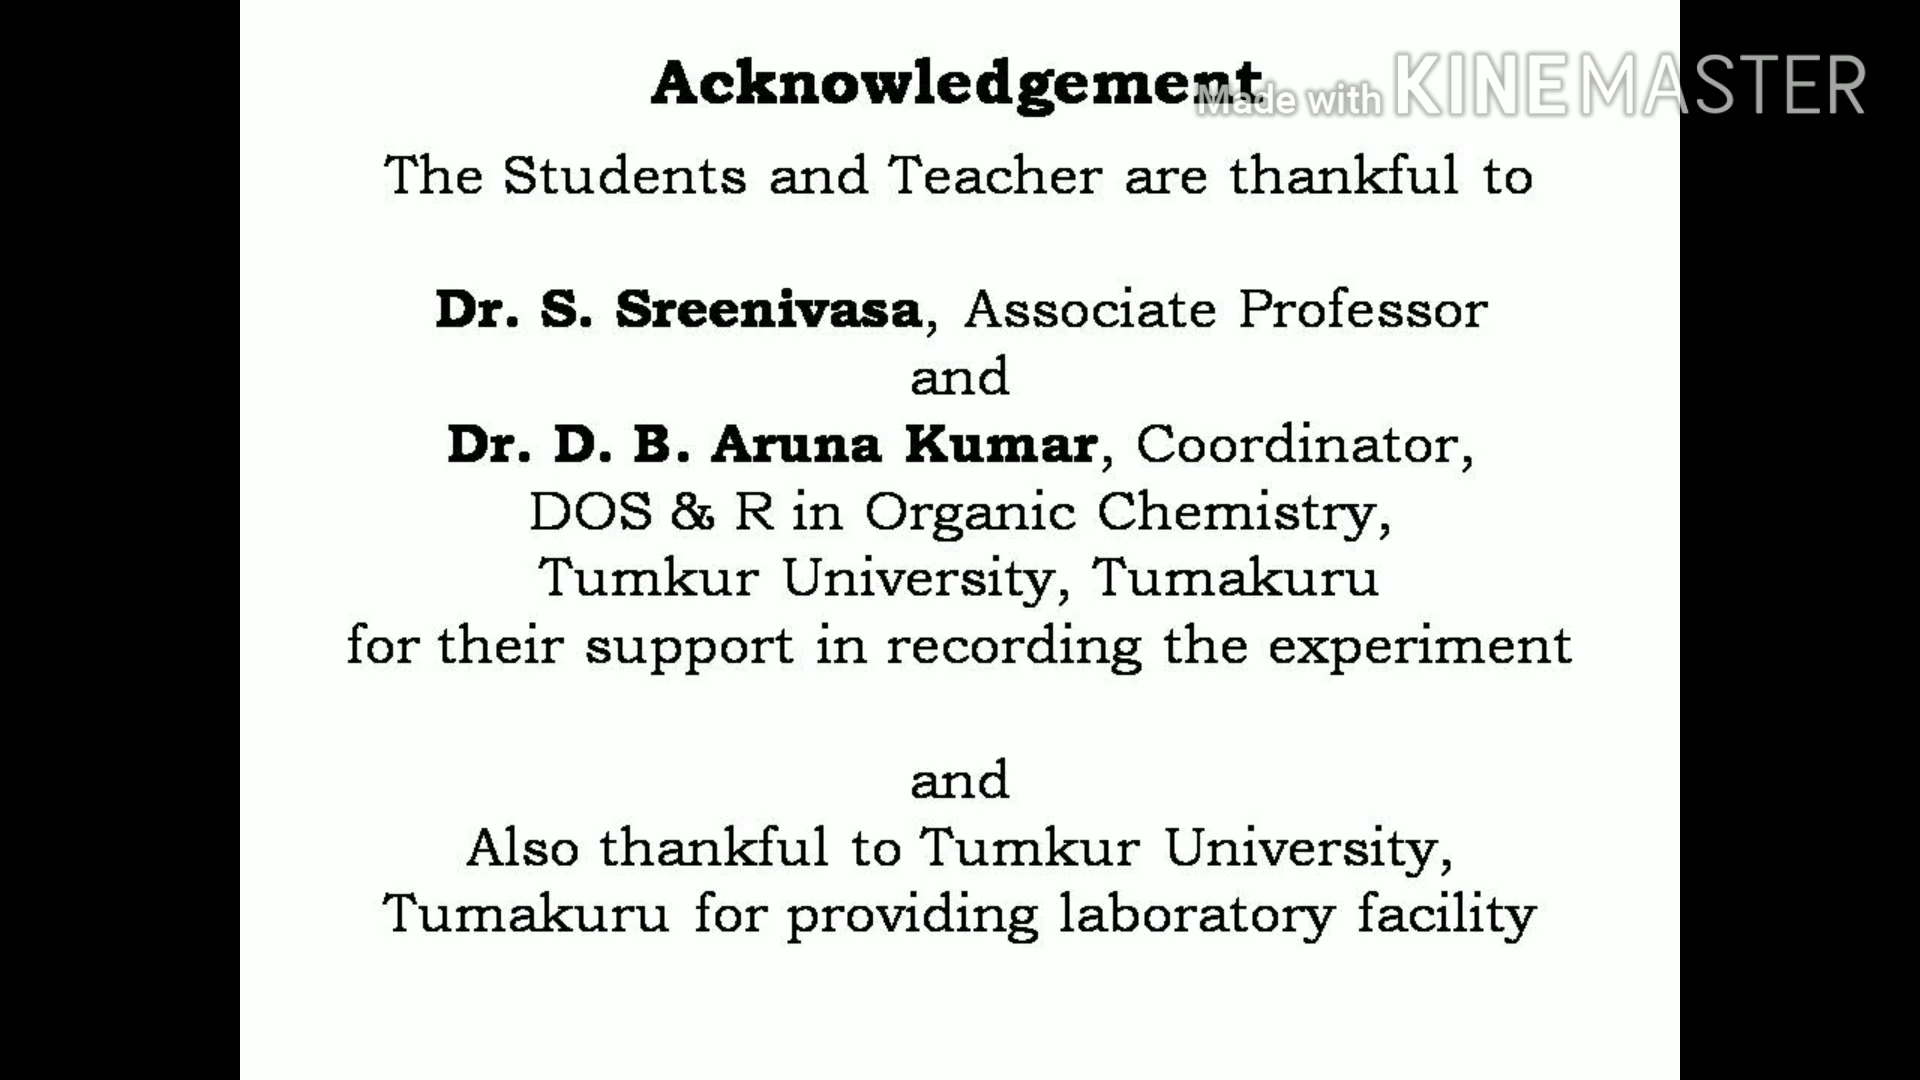 Acknowledgement
Made with KINEMASTER
The Students and Teacher are thankful to
Dr. S. Sreenivasa, Associate Professor
and
Dr. D. B. Aruna Kumar, Coordinator,
DOS & R in Organic Chemistry,
Tumkur University, Tumakuru
for their support in recording the experiment
and
Also thankful to Tumkur University,
Tumakuru for providing laboratory facility